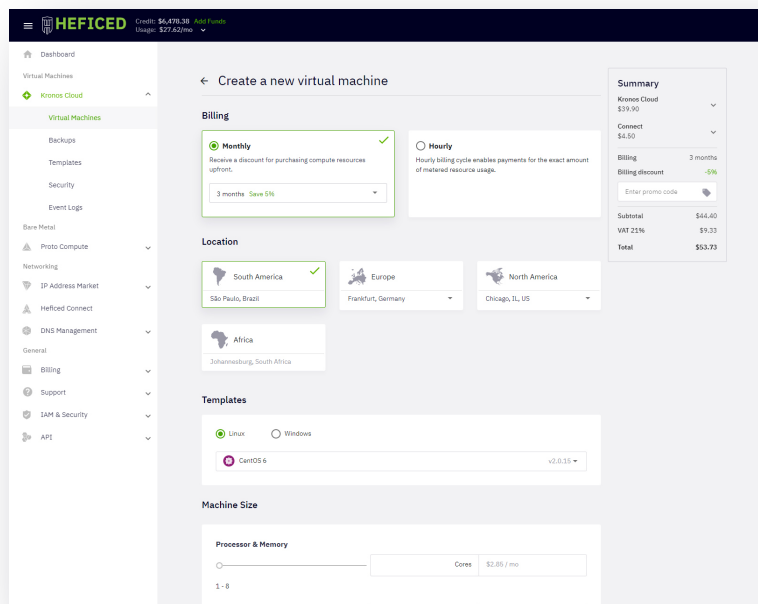 HEFICED
Credit: $6,478.38 Add Funds
Usage: $27.62/mo
Dashboard
Virtual Machines
Kronos Cloud
Virtual Machines
Backups
Templates
Security
Event Logs
Bare Metal
Proto Compute
Networking
IP Address Market
Heficed Connect
DNS Management
General
Billing
Support
IAM & Security
API
Create a new virtual machine
Billing
Monthly
Receive a discount for purchasing compute resources
upfront.
3 months Save 5%
Hourly
Hourly billing cycle enables payments for the exact amount
of metered resource usage.
Location
South America
São Paulo, Brazil
Europe
Frankfurt, Germany
North America
Chicago, IL, US
Africa
Johannesburg, South Africa
Templates
Linux
Windows
CentOS 6
v2.0.15
Machine Size
Processor & Memory
Cores
$2.85 / mo
1 - 8
Summary
Kronos Cloud
$39.90
Connect
$4.50
Billing 3 months
Billing discount -5%
Enter promo code
Subtotal $44.40
VAT 21% $9.33
Total $53.73